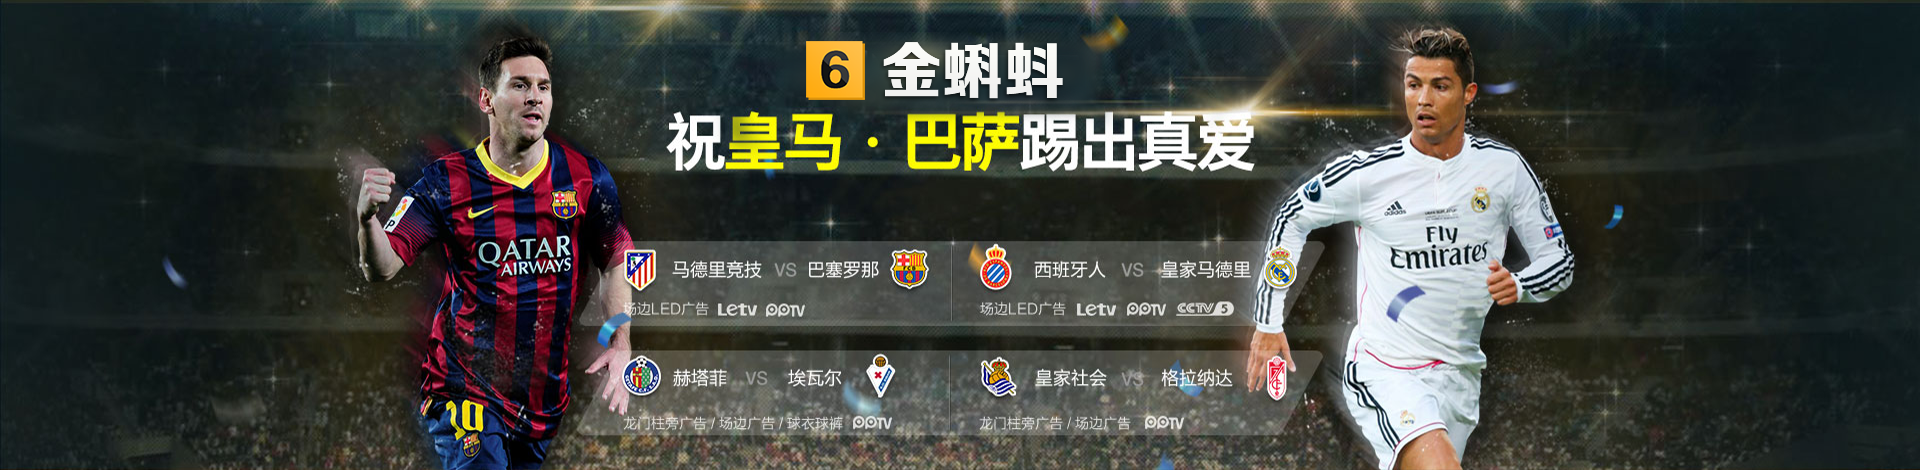 6 金蝌蚪
祝皇马·巴萨踢出真爱
QATAR
AIRWAYS
10
adidas
Fly
Emirates
马德里竞技 VS 巴塞罗那
场边LED广告 Letv PPTV
西班牙人 VS 皇家马德里
场边LED广告 Letv PPTV CCTV 5
赫塔菲 VS 埃瓦尔
龙门柱旁广告 / 场边广告 / 球衣球裤 PPTV
皇家社会 VS 格拉纳达
龙门柱旁广告 / 场边广告 PPTV